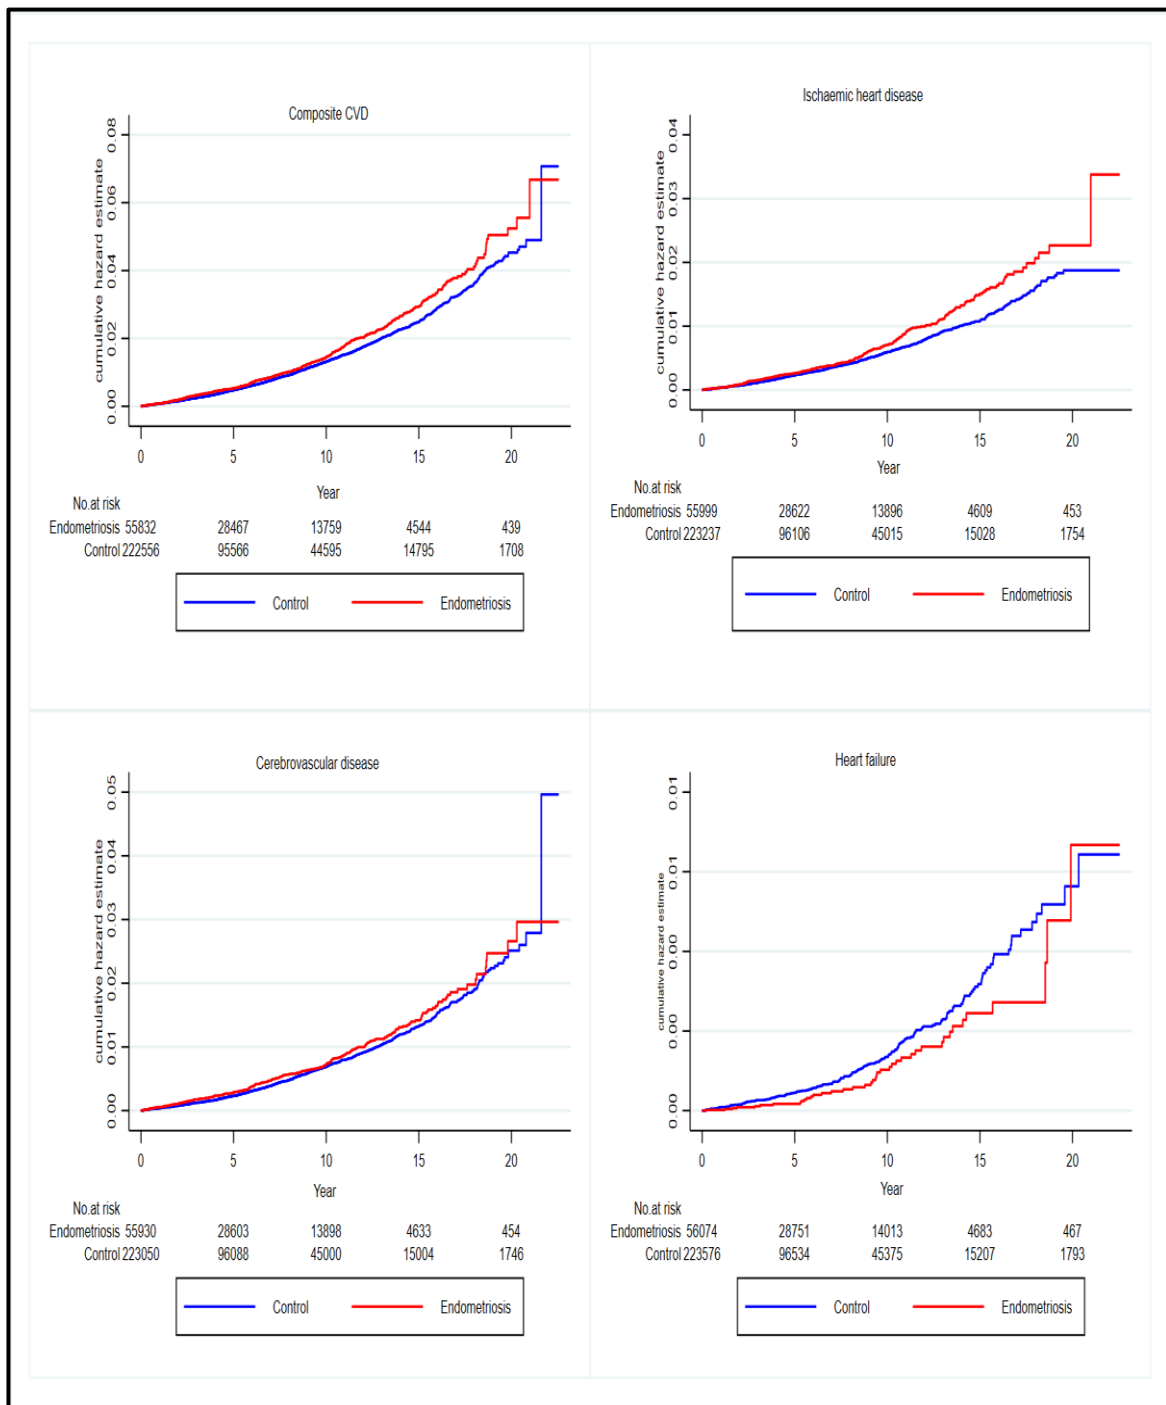 Composite CVD
cumulative hazard estimate
0.08
0.06
0.04
0.02
0.00
0 5 10 15 20
Year
No.at risk
Endometriosis 55832 28467 13759 4544 439
Control 222556 95566 44595 14795 1708
Control Endometriosis
Ischaemic heart disease
cumulative hazard estimate
0.04
0.03
0.02
0.01
0.00
0 5 10 15 20
Year
No.at risk
Endometriosis 55999 28622 13896 4609 453
Control 223237 96106 45015 15028 1754
Control Endometriosis
Cerebrovascular disease
cumulative hazard estimate
0.05
0.04
0.03
0.02
0.01
0.00
0 5 10 15 20
Year
No.at risk
Endometriosis 55930 28603 13898 4633 454
Control 223050 96088 45000 15004 1746
Control Endometriosis
Heart failure
cumulative hazard estimate
0.01
0.01
0.00
0.00
0.00
0 5 10 15 20
Year
No.at risk
Endometriosis 56074 28751 14013 4683 467
Control 223576 96534 45375 15207 1793
Control Endometriosis